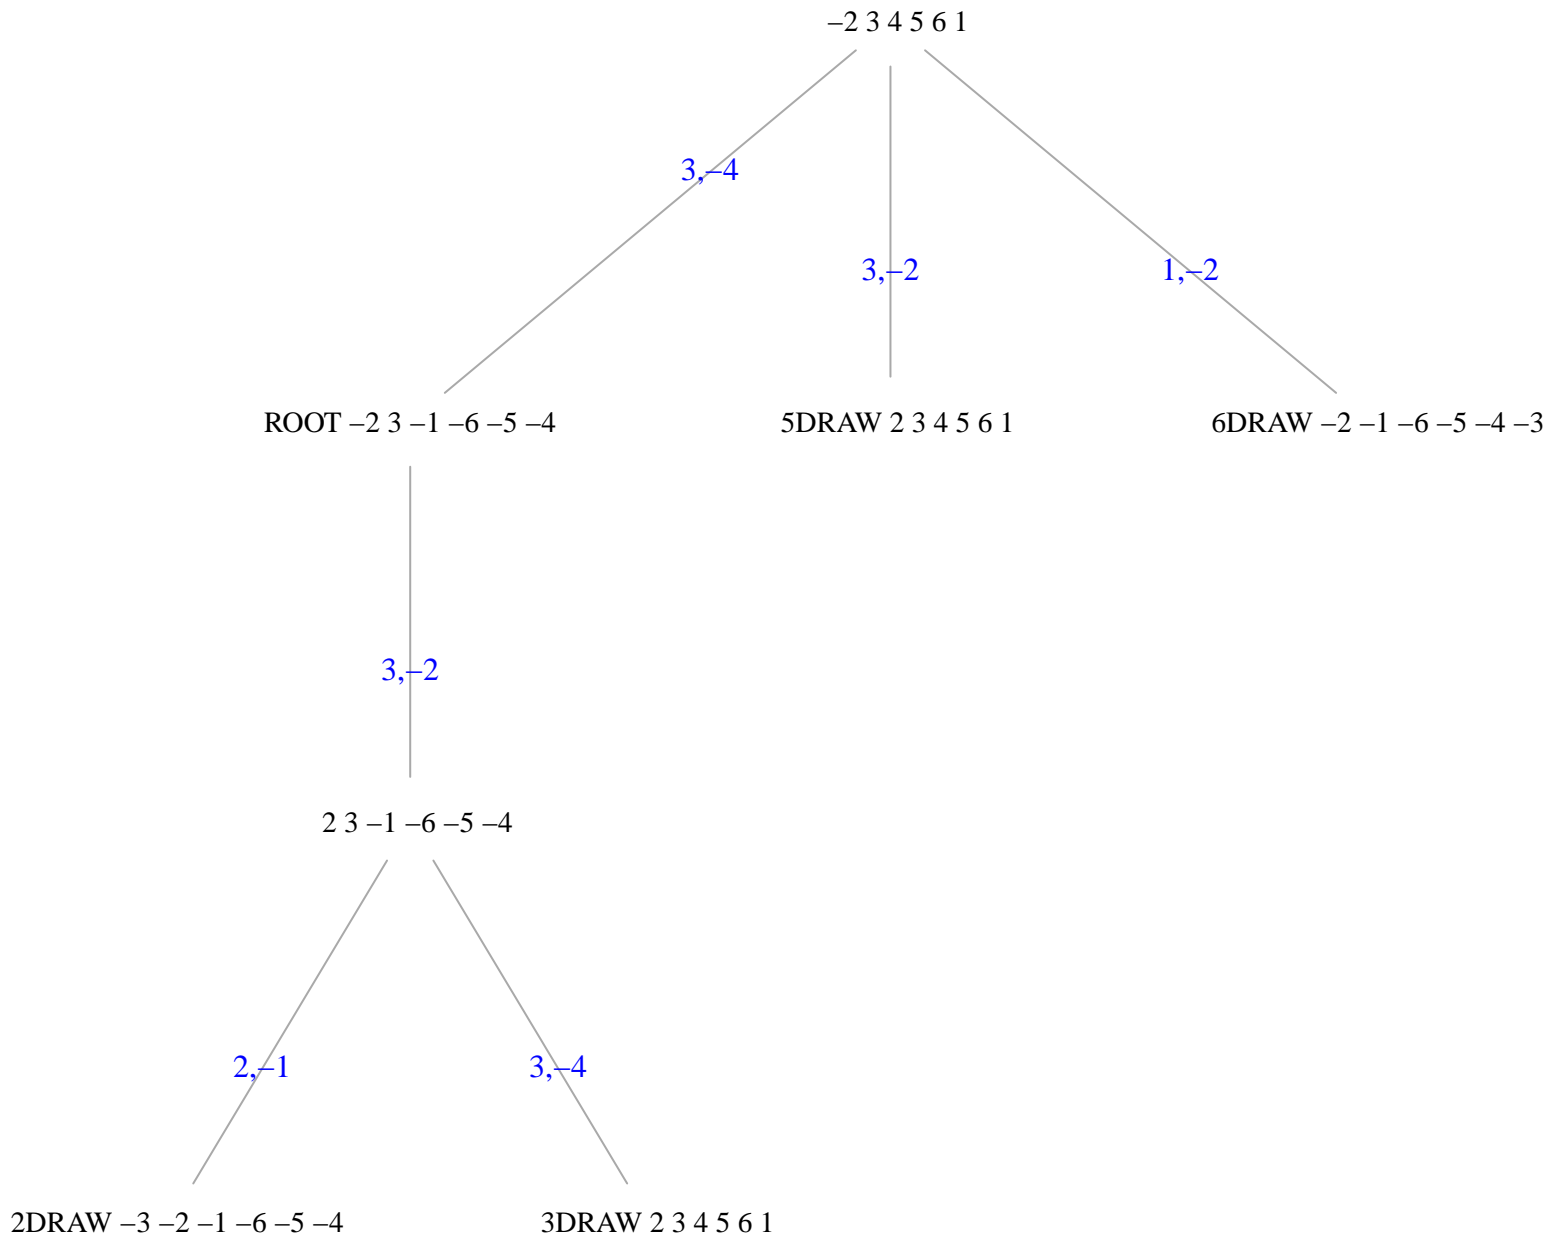 –2 3 4 5 6 1
3,–4
3,–2
1,–2
ROOT –2 3 –1 –6 –5 –4
5DRAW 2 3 4 5 6 1
6DRAW –2 –1 –6 –5 –4 –3
3,–2
2 3 –1 –6 –5 –4
2,–1
3,–4
2DRAW –3 –2 –1 –6 –5 –4
3DRAW 2 3 4 5 6 1